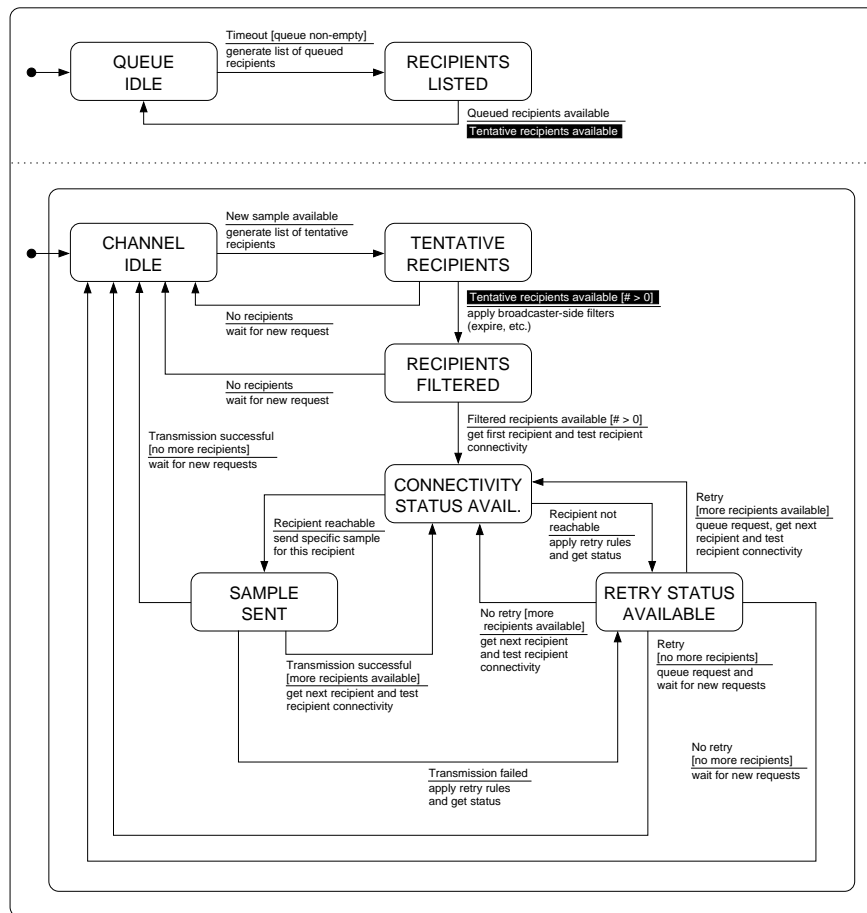 Timeout [queue non-empty]
generate list of queued
recipients
QUEUE
IDLE
RECIPIENTS
LISTED
Queued recipients available
Tentative recipients available
New sample available
generate list of tentative
recipients
CHANNEL
IDLE
TENTATIVE
RECIPIENTS
Tentative recipients available [# > 0]
apply broadcaster-side filters
(expire, etc.)
No recipients
wait for new request
RECIPIENTS
FILTERED
No recipients
wait for new request
Filtered recipients available [# > 0]
get first recipient and test recipient
connectivity
Transmission successful
[no more recipients]
wait for new requests
CONNECTIVITY
STATUS AVAIL.
Retry
[more recipients available]
queue request, get next
recipient and test
recipient connectivity
Recipient reachable
send specific sample
for this recipient
Recipient not
reachable
apply retry rules
and get status
SAMPLE
SENT
RETRY STATUS
AVAILABLE
No retry [more
recipients available]
get next recipient
and test recipient
connectivity
Transmission successful
[more recipients available]
get next recipient and test
recipient connectivity
Retry
[no more recipients]
queue request and
wait for new requests
No retry
[no more recipients]
wait for new requests
Transmission failed
apply retry rules
and get status